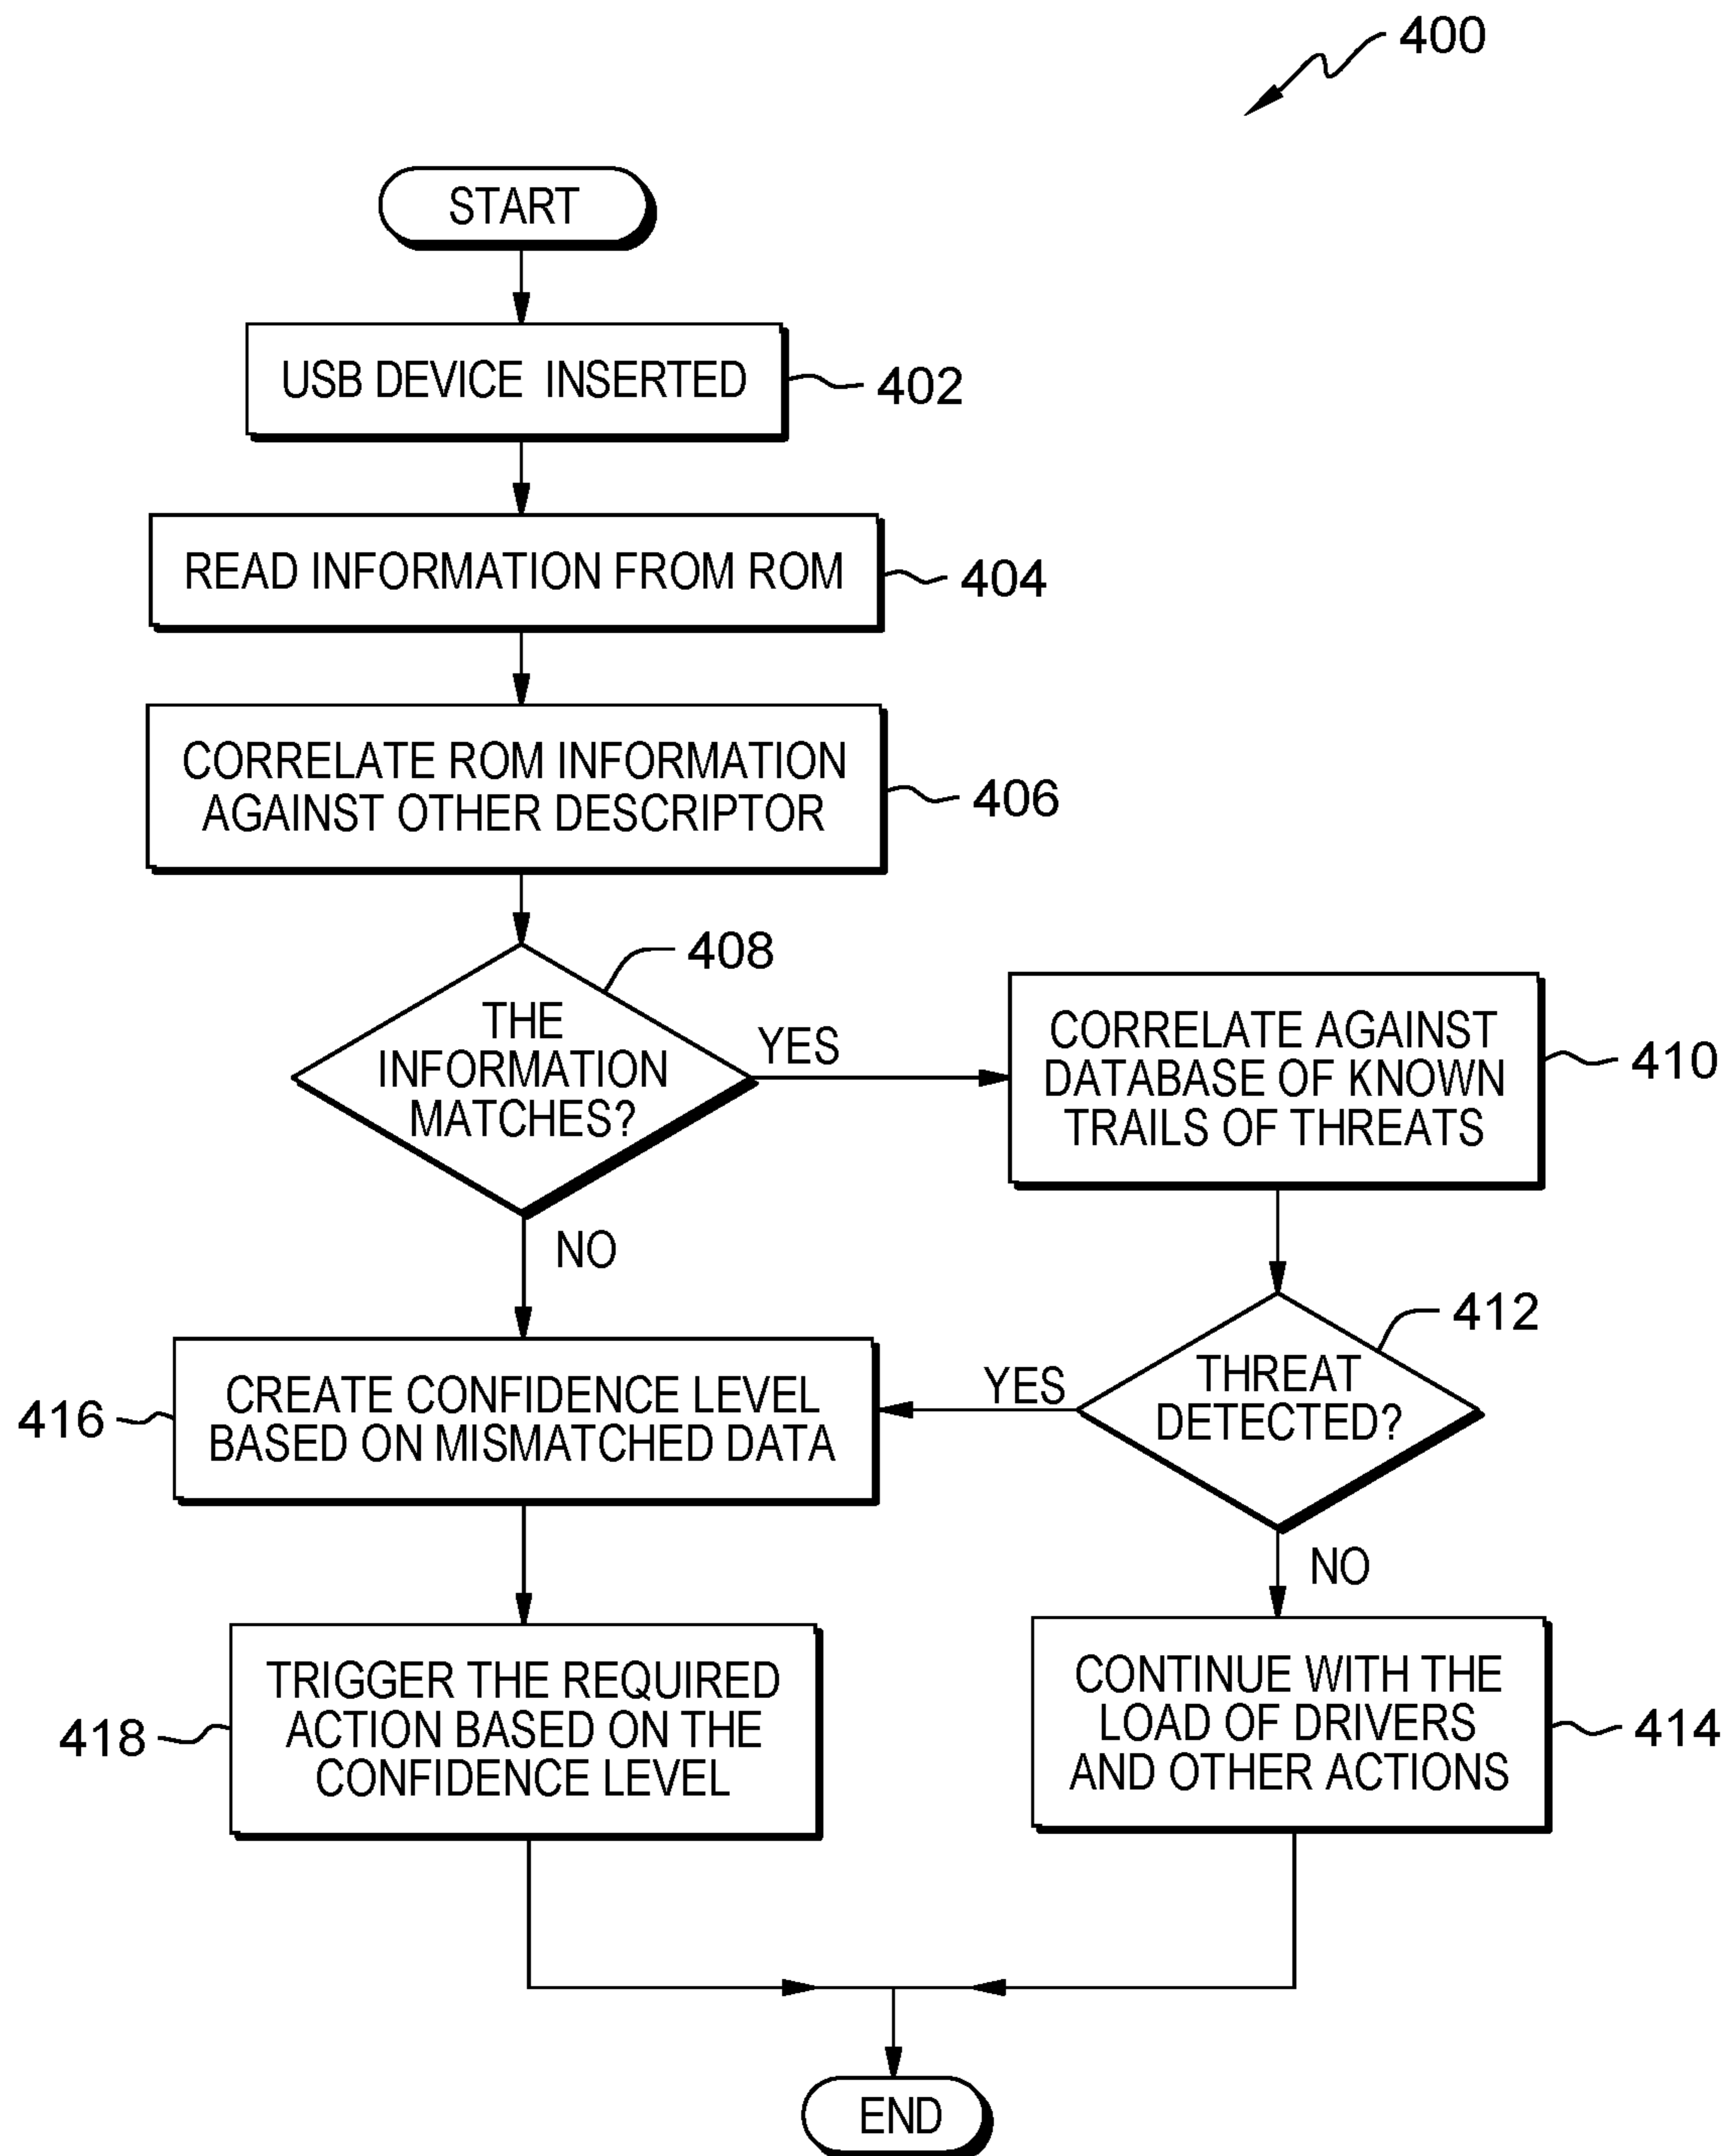 400
START
USB DEVICE INSERTED
402
READ INFORMATION FROM ROM
404
CORRELATE ROM INFORMATION
AGAINST OTHER DESCRIPTOR
406
408
THE
INFORMATION
MATCHES?
YES
NO
CORRELATE AGAINST
DATABASE OF KNOWN
TRAILS OF THREATS
410
412
THREAT
DETECTED?
YES
NO
416
CREATE CONFIDENCE LEVEL
BASED ON MISMATCHED DATA
418
TRIGGER THE REQUIRED
ACTION BASED ON THE
CONFIDENCE LEVEL
CONTINUE WITH THE
LOAD OF DRIVERS
AND OTHER ACTIONS
414
END